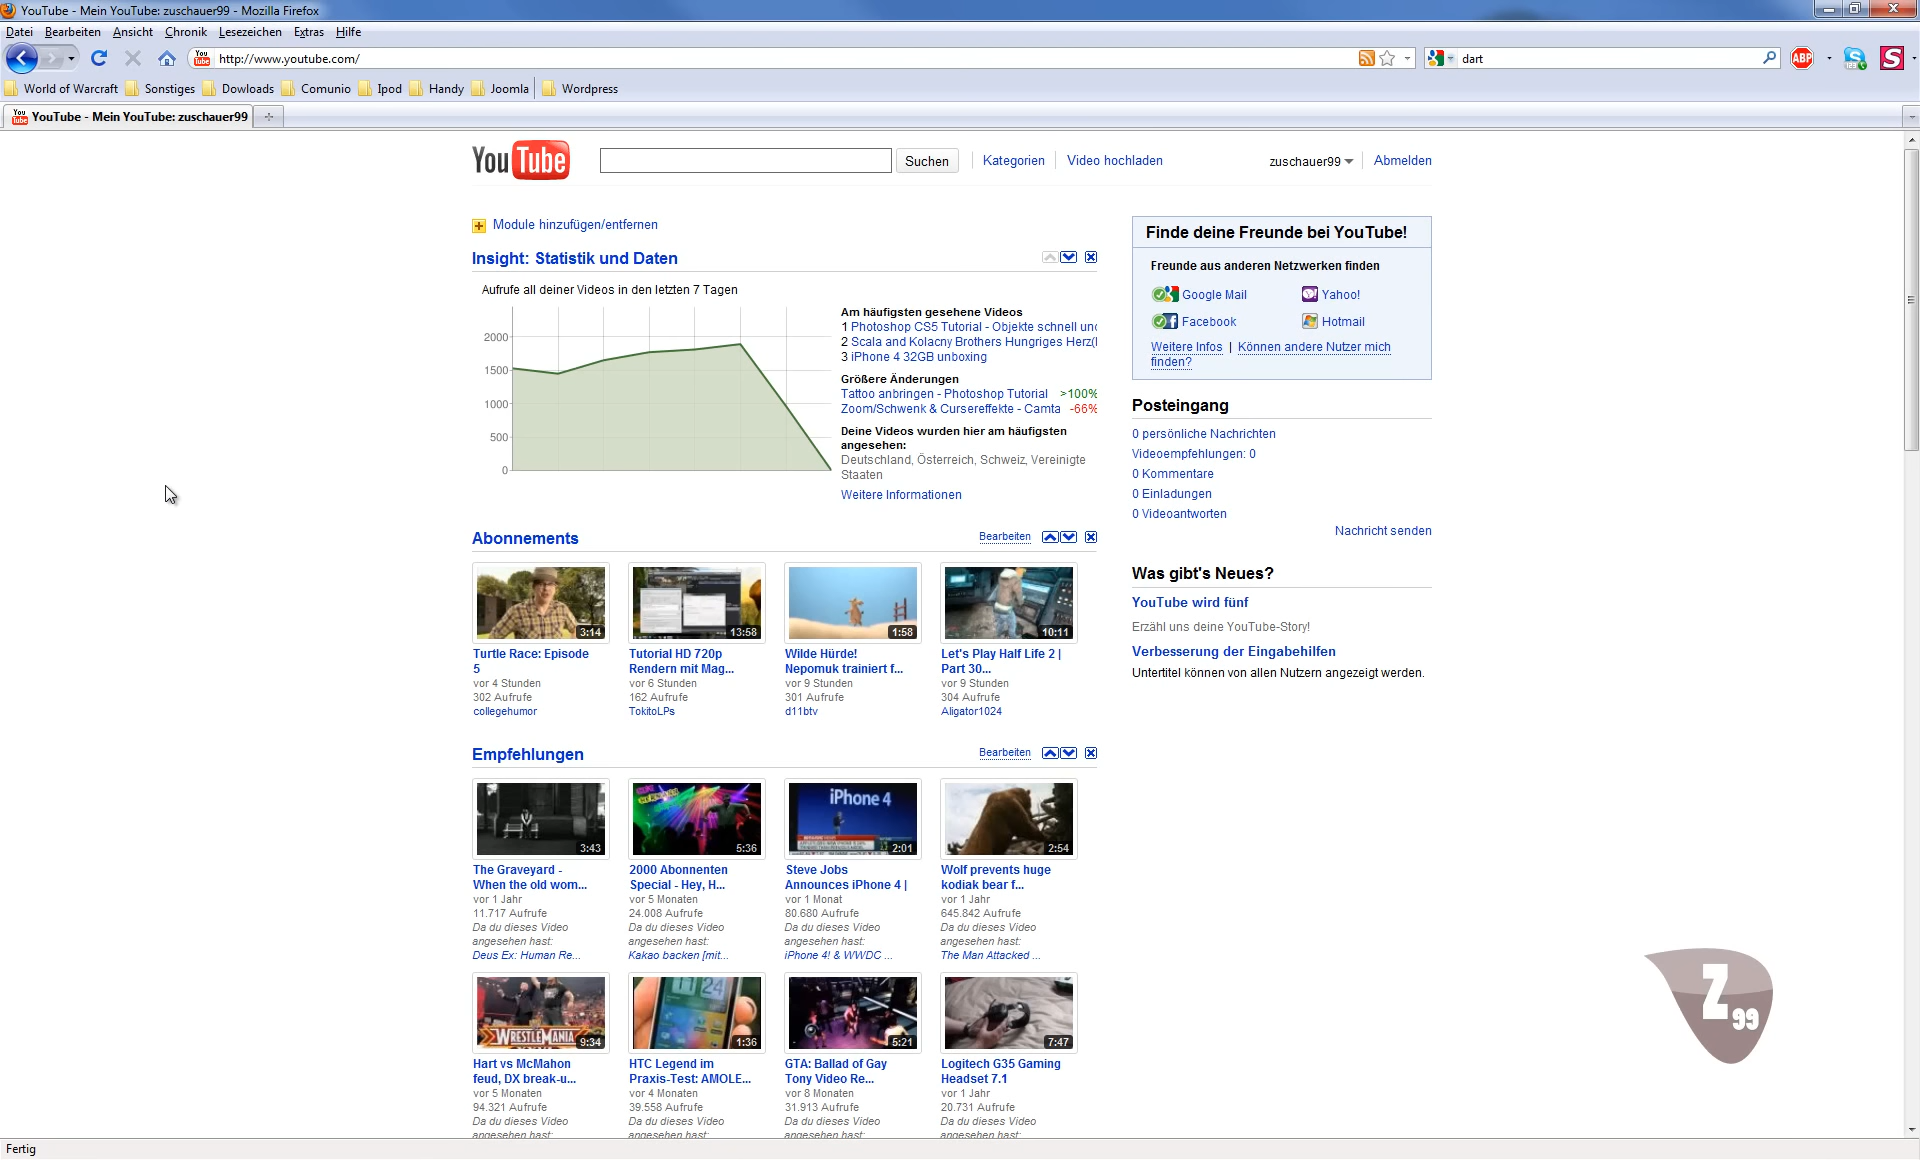 YouTube - Mein YouTube: zuschauer99 - Mozilla Firefox
Datei Bearbeiten Ansicht Chronik Lesezeichen Extras Hilfe
http://www.youtube.com/ dart ABP
World of Warcraft Sonstiges Dowloads Comunio Ipod Handy Joomla Wordpress
YouTube - Mein YouTube: zuschauer99
YouTube Suchen Kategorien Video hochladen zuschauer99 Abmelden
Module hinzufügen/entfernen
Insight: Statistik und Daten
Aufrufe all deiner Videos in den letzten 7 Tagen
2000
1500
1000
500
0
Am häufigsten gesehene Videos
1 Photoshop CS5 Tutorial - Objekte schnell und
2 Scala and Kolacny Brothers Hungriges Herz(l
3 iPhone 4 32GB unboxing
Größere Änderungen
Tattoo anbringen - Photoshop Tutorial >100%
Zoom/Schwenk & Cursereffekte - Camta -66%
Deine Videos wurden hier am häufigsten
angesehen:
Deutschland, Österreich, Schweiz, Vereinigte
Staaten
Weitere Informationen
Finde deine Freunde bei YouTube!
Freunde aus anderen Netzwerken finden
Google Mail Yahoo!
Facebook Hotmail
Weitere Infos | Können andere Nutzer mich
finden?
Posteingang
0 persönliche Nachrichten
Videoempfehlungen: 0
0 Kommentare
0 Einladungen
0 Videoantworten
Nachricht senden
Was gibt's Neues?
YouTube wird fünf
Erzähl uns deine YouTube-Story!
Verbesserung der Eingabehilfen
Untertitel können von allen Nutzern angezeigt werden.
Abonnements Bearbeiten
3:14 13:58 1:58 10:11
Turtle Race: Episode
5
vor 4 Stunden
302 Aufrufe
collegehumor
Tutorial HD 720p
Rendern mit Mag...
vor 6 Stunden
162 Aufrufe
TokitoLPs
Wilde Hürde!
Nepomuk trainiert f...
vor 9 Stunden
301 Aufrufe
d11btv
Let's Play Half Life 2 |
Part 30...
vor 9 Stunden
304 Aufrufe
Aligator1024
Empfehlungen Bearbeiten
3:43 5:36 iPhone 4 2:01 2:54
The Graveyard -
When the old wom...
vor 1 Jahr
11.717 Aufrufe
Da du dieses Video
angesehen hast:
Deus Ex: Human Re...
2000 Abonnenten
Special - Hey, H...
vor 5 Monaten
24.008 Aufrufe
Da du dieses Video
angesehen hast:
Kakao backen [mit...
Steve Jobs
Announces iPhone 4 |
vor 1 Monat
80.680 Aufrufe
Da du dieses Video
angesehen hast:
iPhone 4! & WWDC ...
Wolf prevents huge
kodiak bear f...
vor 1 Jahr
645.842 Aufrufe
Da du dieses Video
angesehen hast:
The Man Attacked ...
WRESTLEMANIA 9:34 11 24 1:36 5:21 7:47
Hart vs McMahon
feud, DX break-u...
vor 5 Monaten
94.321 Aufrufe
Da du dieses Video
angesehen hast:
HTC Legend im
Praxis-Test: AMOLE...
vor 4 Monaten
39.558 Aufrufe
Da du dieses Video
angesehen hast:
GTA: Ballad of Gay
Tony Video Re...
vor 8 Monaten
31.913 Aufrufe
Da du dieses Video
angesehen hast:
Logitech G35 Gaming
Headset 7.1
vor 1 Jahr
20.731 Aufrufe
Da du dieses Video
angesehen hast:
Z 99
Fertig